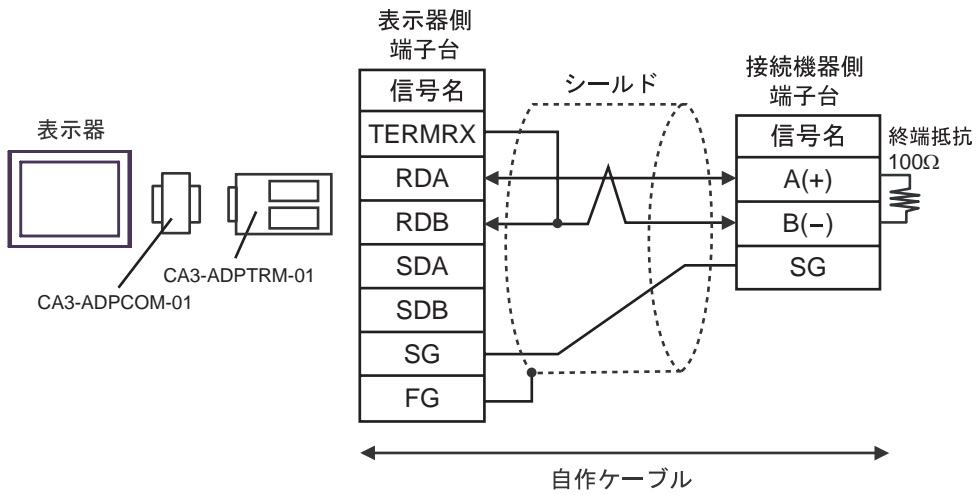 表示器
CA3-ADPCOM-01
CA3-ADPTRM-01
表示器側
端子台
信号名
TERMRX
RDA
RDB
SDA
SDB
SG
FG
シールド
接続機器側
端子台
信号名
A(+)
B(−)
SG
終端抵抗
100Ω
自作ケーブル